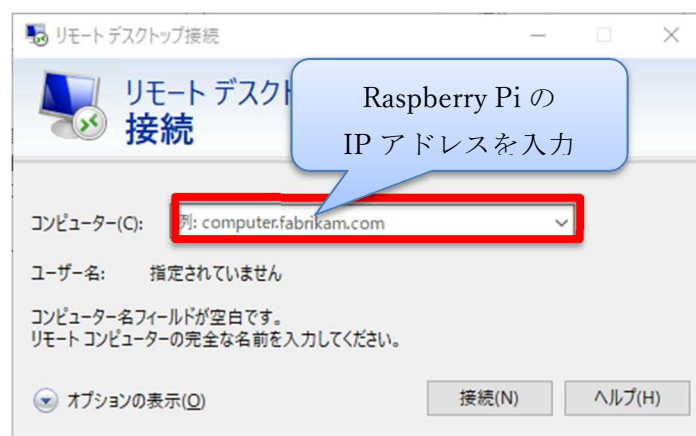 リモート デスクトップ接続
リモート デスクト
接続
Raspberry Pi の
IP アドレスを入力
コンピューター(C):
例: computer.fabrikam.com
ユーザー名: 指定されていません
コンピューター名フィールドが空白です。
リモート コンピューターの完全な名前を入力してください。
オプションの表示(O)
接続(N)
ヘルプ(H)